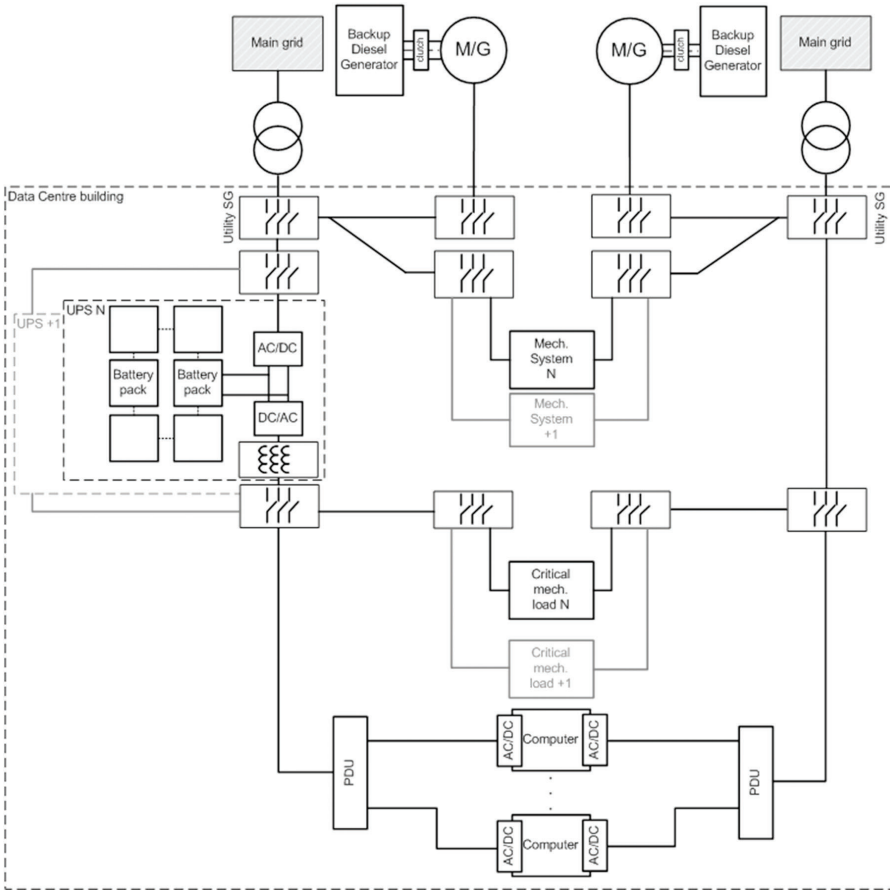 Main grid
Backup
Diesel
Generator
clutch
M/G
M/G
clutch
Backup
Diesel
Generator
Main grid
Data Centre building
Utility SG
Utility SG
UPS N
UPS +1
AC/DC
Battery
pack
Battery
pack
DC/AC
Mech.
System
N
Mech.
System
+1
Critical
mech.
load N
Critical
mech.
load +1
PDU
AC/DC
Computer
AC/DC
PDU
AC/DC
Computer
AC/DC